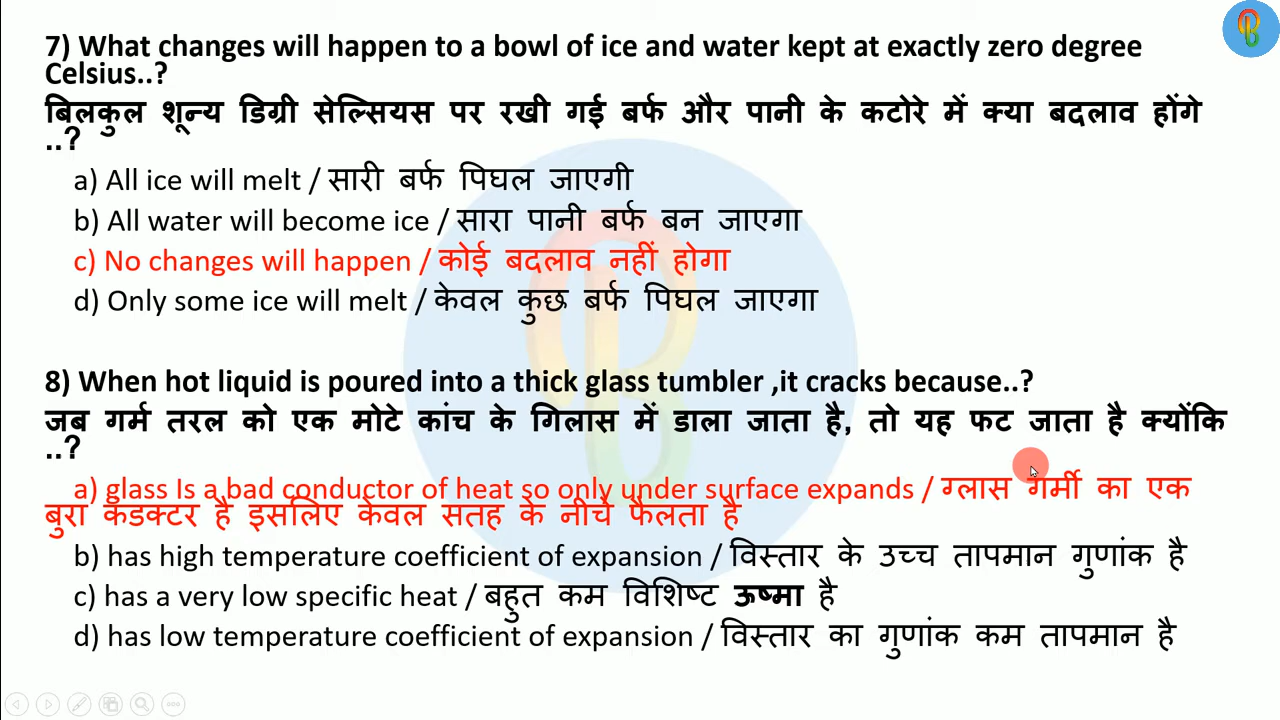 7) What changes will happen to a bowl of ice and water kept at exactly zero degree
Celsius..?
बिलकुल शून्य डिग्री सेल्सियस पर रखी गई बर्फ और पानी के कटोरे में क्या बदलाव होंगे
..?
a) All ice will melt / सारी बर्फ पिघल जाएगी
b) All water will become ice / सारा पानी बर्फ बन जाएगा
c) No changes will happen / कोई बदलाव नहीं होगा
d) Only some ice will melt / केवल कुछ बर्फ पिघल जाएगा
8) When hot liquid is poured into a thick glass tumbler ,it cracks because..?
जब गर्म तरल को एक मोटे कांच के गिलास में डाला जाता है, तो यह फट जाता है क्योंकि
..?
a) glass Is a bad conductor of heat so only under surface expands / ग्लास गर्मी का एक
बुरा कंडक्टर है इसलिए केवल सतह के नीचे फैलता है
b) has high temperature coefficient of expansion / विस्तार के उच्च तापमान गुणांक है
c) has a very low specific heat / बहुत कम विशिष्ट ऊष्मा है
d) has low temperature coefficient of expansion / विस्तार का गुणांक कम तापमान है